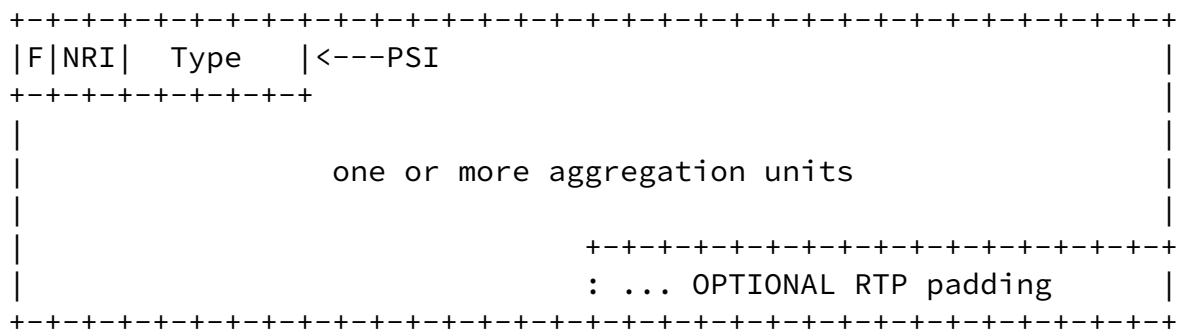 +-+-+-+-+-+-+-+-+-+-+-+-+-+-+-+-+-+-+-+-+-+-+-+-+-+-+-+-+-+-+-+-+
|F|NRI|  Type   |<---PSI                                        |
+-+-+-+-+-+-+-+-+                                               |
|                                                               |
|                 one or more aggregation units                 |
|                                                               |
|                               +-+-+-+-+-+-+-+-+-+-+-+-+-+-+-+-+
|                               : ... OPTIONAL RTP padding      |
+-+-+-+-+-+-+-+-+-+-+-+-+-+-+-+-+-+-+-+-+-+-+-+-+-+-+-+-+-+-+-+-+